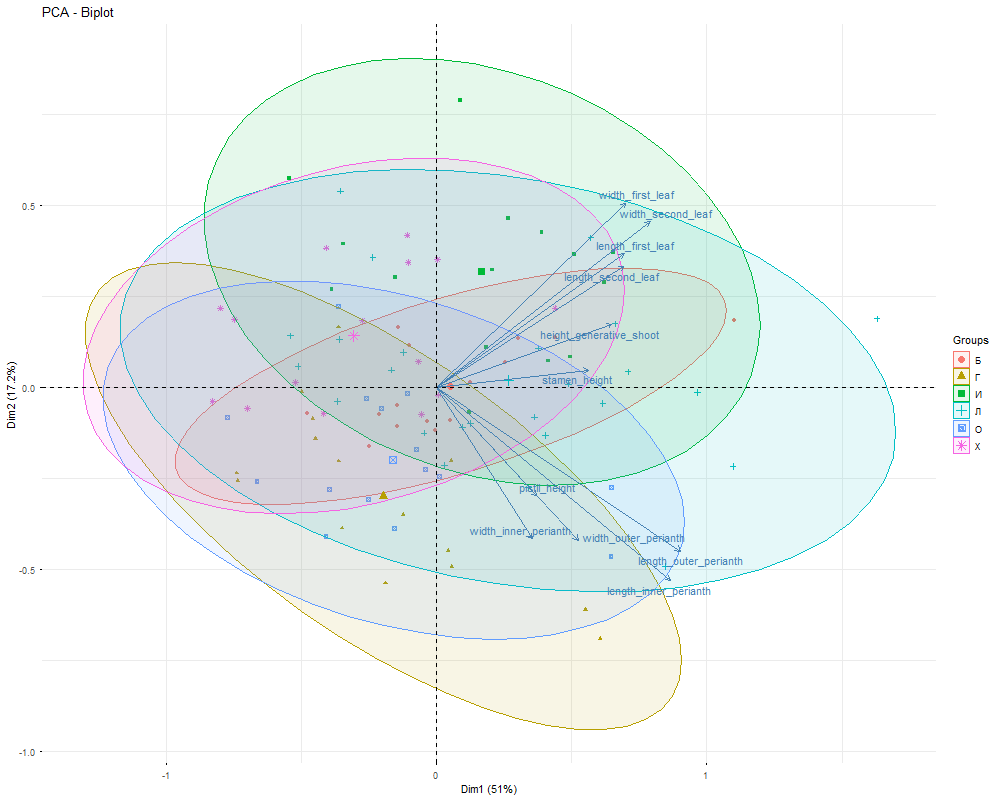 PCA - Biplot
Dim2 (17.2%)
0.5
0.0
-0.5
-1.0
width_first_leaf
width_second_leaf
length_first_leaf
length_second_leaf
height_generative_shoot
stamen_height
pistil_height
width_inner_perianth
width_outer_perianth
length_outer_perianth
length_inner_perianth
-1
0
1
Dim1 (51%)
Groups
Б
Г
И
Л
О
Х